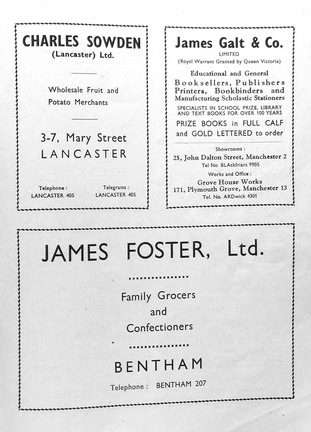 CHARLES SOWDEN
(Lancaster) Ltd.
Wholesale Fruit and
Potato Merchants
3-7, Mary Street
LANCASTER
Telephone :
LANCASTER 405
Telegrams :
LANCASTER 405
James Galt & Co.
LIMITED
(Royal Warrant Granted by Queen Victoria)
Educational and General
Booksellers, Publishers
Printers, Bookbinders and
Manufacturing Scholastic Stationers
SPECIALISTS IN SCHOOL PRIZE, LIBRARY
AND TEXT BOOKS FOR OVER 100 YEARS
PRIZE BOOKS in FULL CALF
and GOLD LETTERED to order
Showrooms :
25, John Dalton Street, Manchester 2
Tel No. BLAckfriars 9905
Works and Office :
Grove House Works
171, Plymouth Grove, Manchester 13
Tel. No. ARDwick 4301
JAMES FOSTER, Ltd.
Family Grocers
and
Confectioners
BENTHAM
Telephone : BENTHAM 207